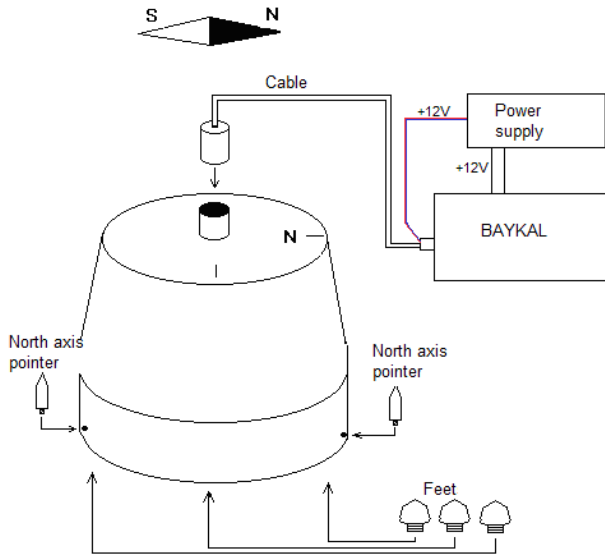 S N
Cable
+12V
Power
supply
+12V
BAYKAL
N
North axis
pointer
North axis
pointer
Feet